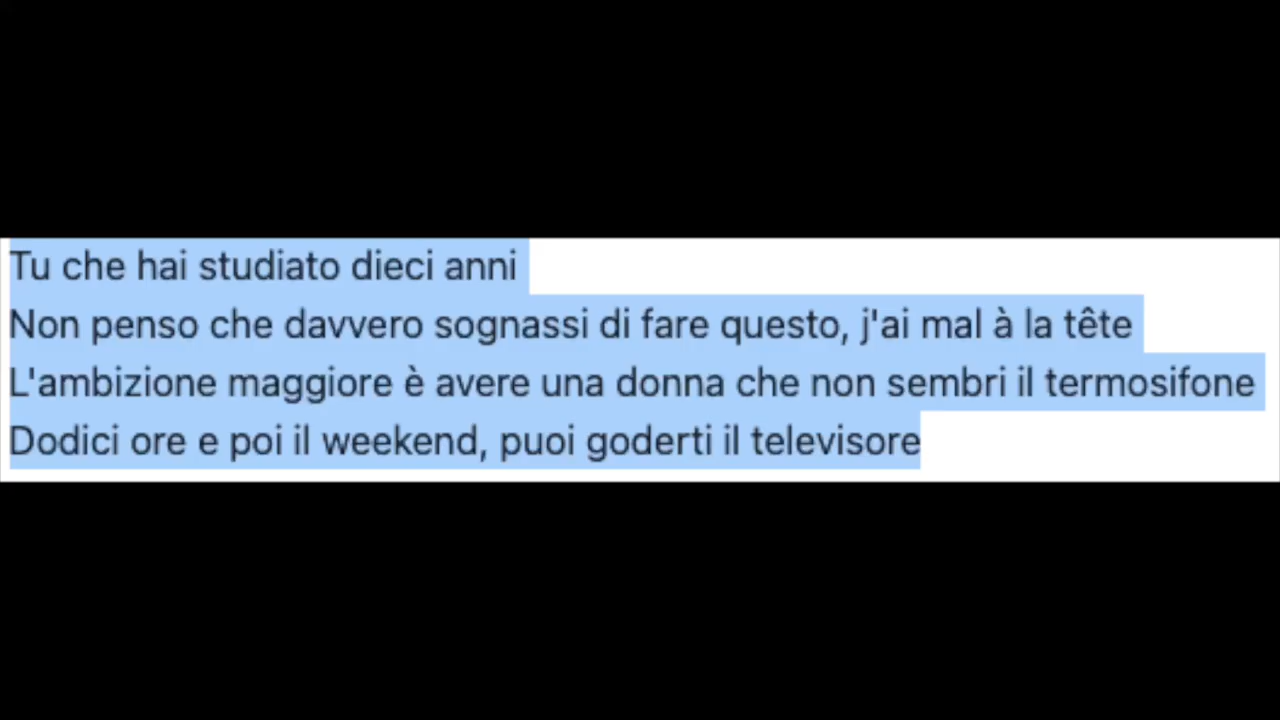 Tu che hai studiato dieci anni
Non penso che davvero sognassi di fare questo, j'ai mal à la tête
L'ambizione maggiore è avere una donna che non sembri il termosifone
Dodici ore e poi il weekend, puoi goderti il televisore